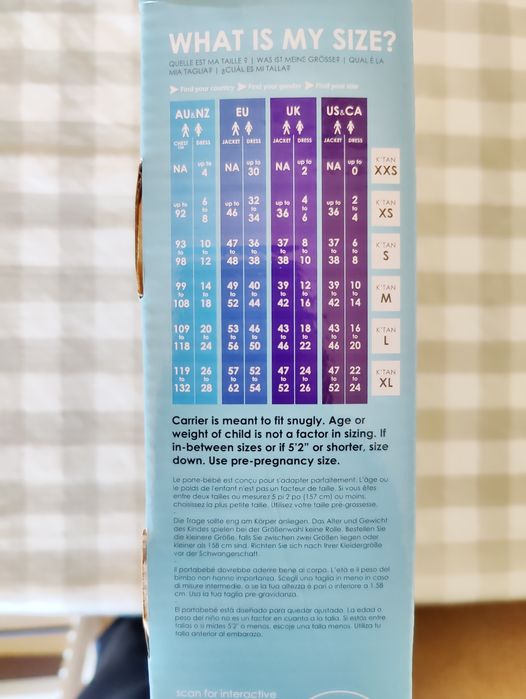 WHAT IS MY SIZE?
QUELLE EST MA TAILLE ? | WAS IST MEINE GRÖSSE? | QUAL È LA
MIA TAGLIA? | ¿CUÁL ES MI TALLA?
Find your country Find your gender Find your size
AU&NZ EU UK US&CA
CHEST CM DRESS JACKET DRESS JACKET DRESS JACKET DRESS
NA up to 4 NA up to 30 NA up to 2 NA up to 0 K'TAN XXS
up to 92 6 to 8 up to 46 32 to 34 up to 36 4 to 6 up to 36 2 to 4 K'TAN XS
93 to 98 10 to 12 47 to 48 36 to 38 37 to 38 8 to 10 37 to 38 6 to 8 K'TAN S
99 to 108 14 to 18 49 to 52 40 to 44 39 to 42 12 to 16 39 to 42 10 to 14 K'TAN M
109 to 118 20 to 24 53 to 56 46 to 50 43 to 46 18 to 22 43 to 46 16 to 20 K'TAN L
119 to 132 26 to 28 57 to 62 52 to 54 47 to 52 24 to 26 47 to 52 22 to 24 K'TAN XL
Carrier is meant to fit snugly. Age or
weight of child is not a factor in sizing. If
in-between sizes or if 5'2" or shorter, size
down. Use pre-pregnancy size.
Le porte-bébé est conçu pour s'adapter parfaitement. L'âge ou
le poids de l'enfant n'est pas un facteur de taille. Si vous êtes
entre deux tailles ou mesurez 5 pi 2 po (157 cm) ou moins,
choisissez la plus petite taille. Utilisez votre taille pré-grossesse.
Die Trage sollte eng am Körper anliegen. Das Alter und Gewicht
des Kindes spielen bei der Größenwahl keine Rolle. Bestellen Sie
die kleinere Größe, falls Sie zwischen zwei Größen liegen oder
kleiner als 158 cm sind. Richten Sie sich nach Ihrer Kleidergröße
vor der Schwangerschaft.
Il portabebé dovrebbe aderire bene al corpo. L'età e il peso del
bimbo non hanno importanza. Scegli una taglia in meno in caso
di misure intermedie, o se la tua altezza è pari o inferiore a 1.58
cm. Usa la tua taglia pre-gravidanza.
El portabebé está diseñado para quedar ajustado. La edad o
peso del niño no es un factor en cuanto a la talla. Si estás entre
tallas o si mides 5'2" o menos, escoje una talla menos. Utiliza tu
talla anterior al embarazo.
scan for interactive